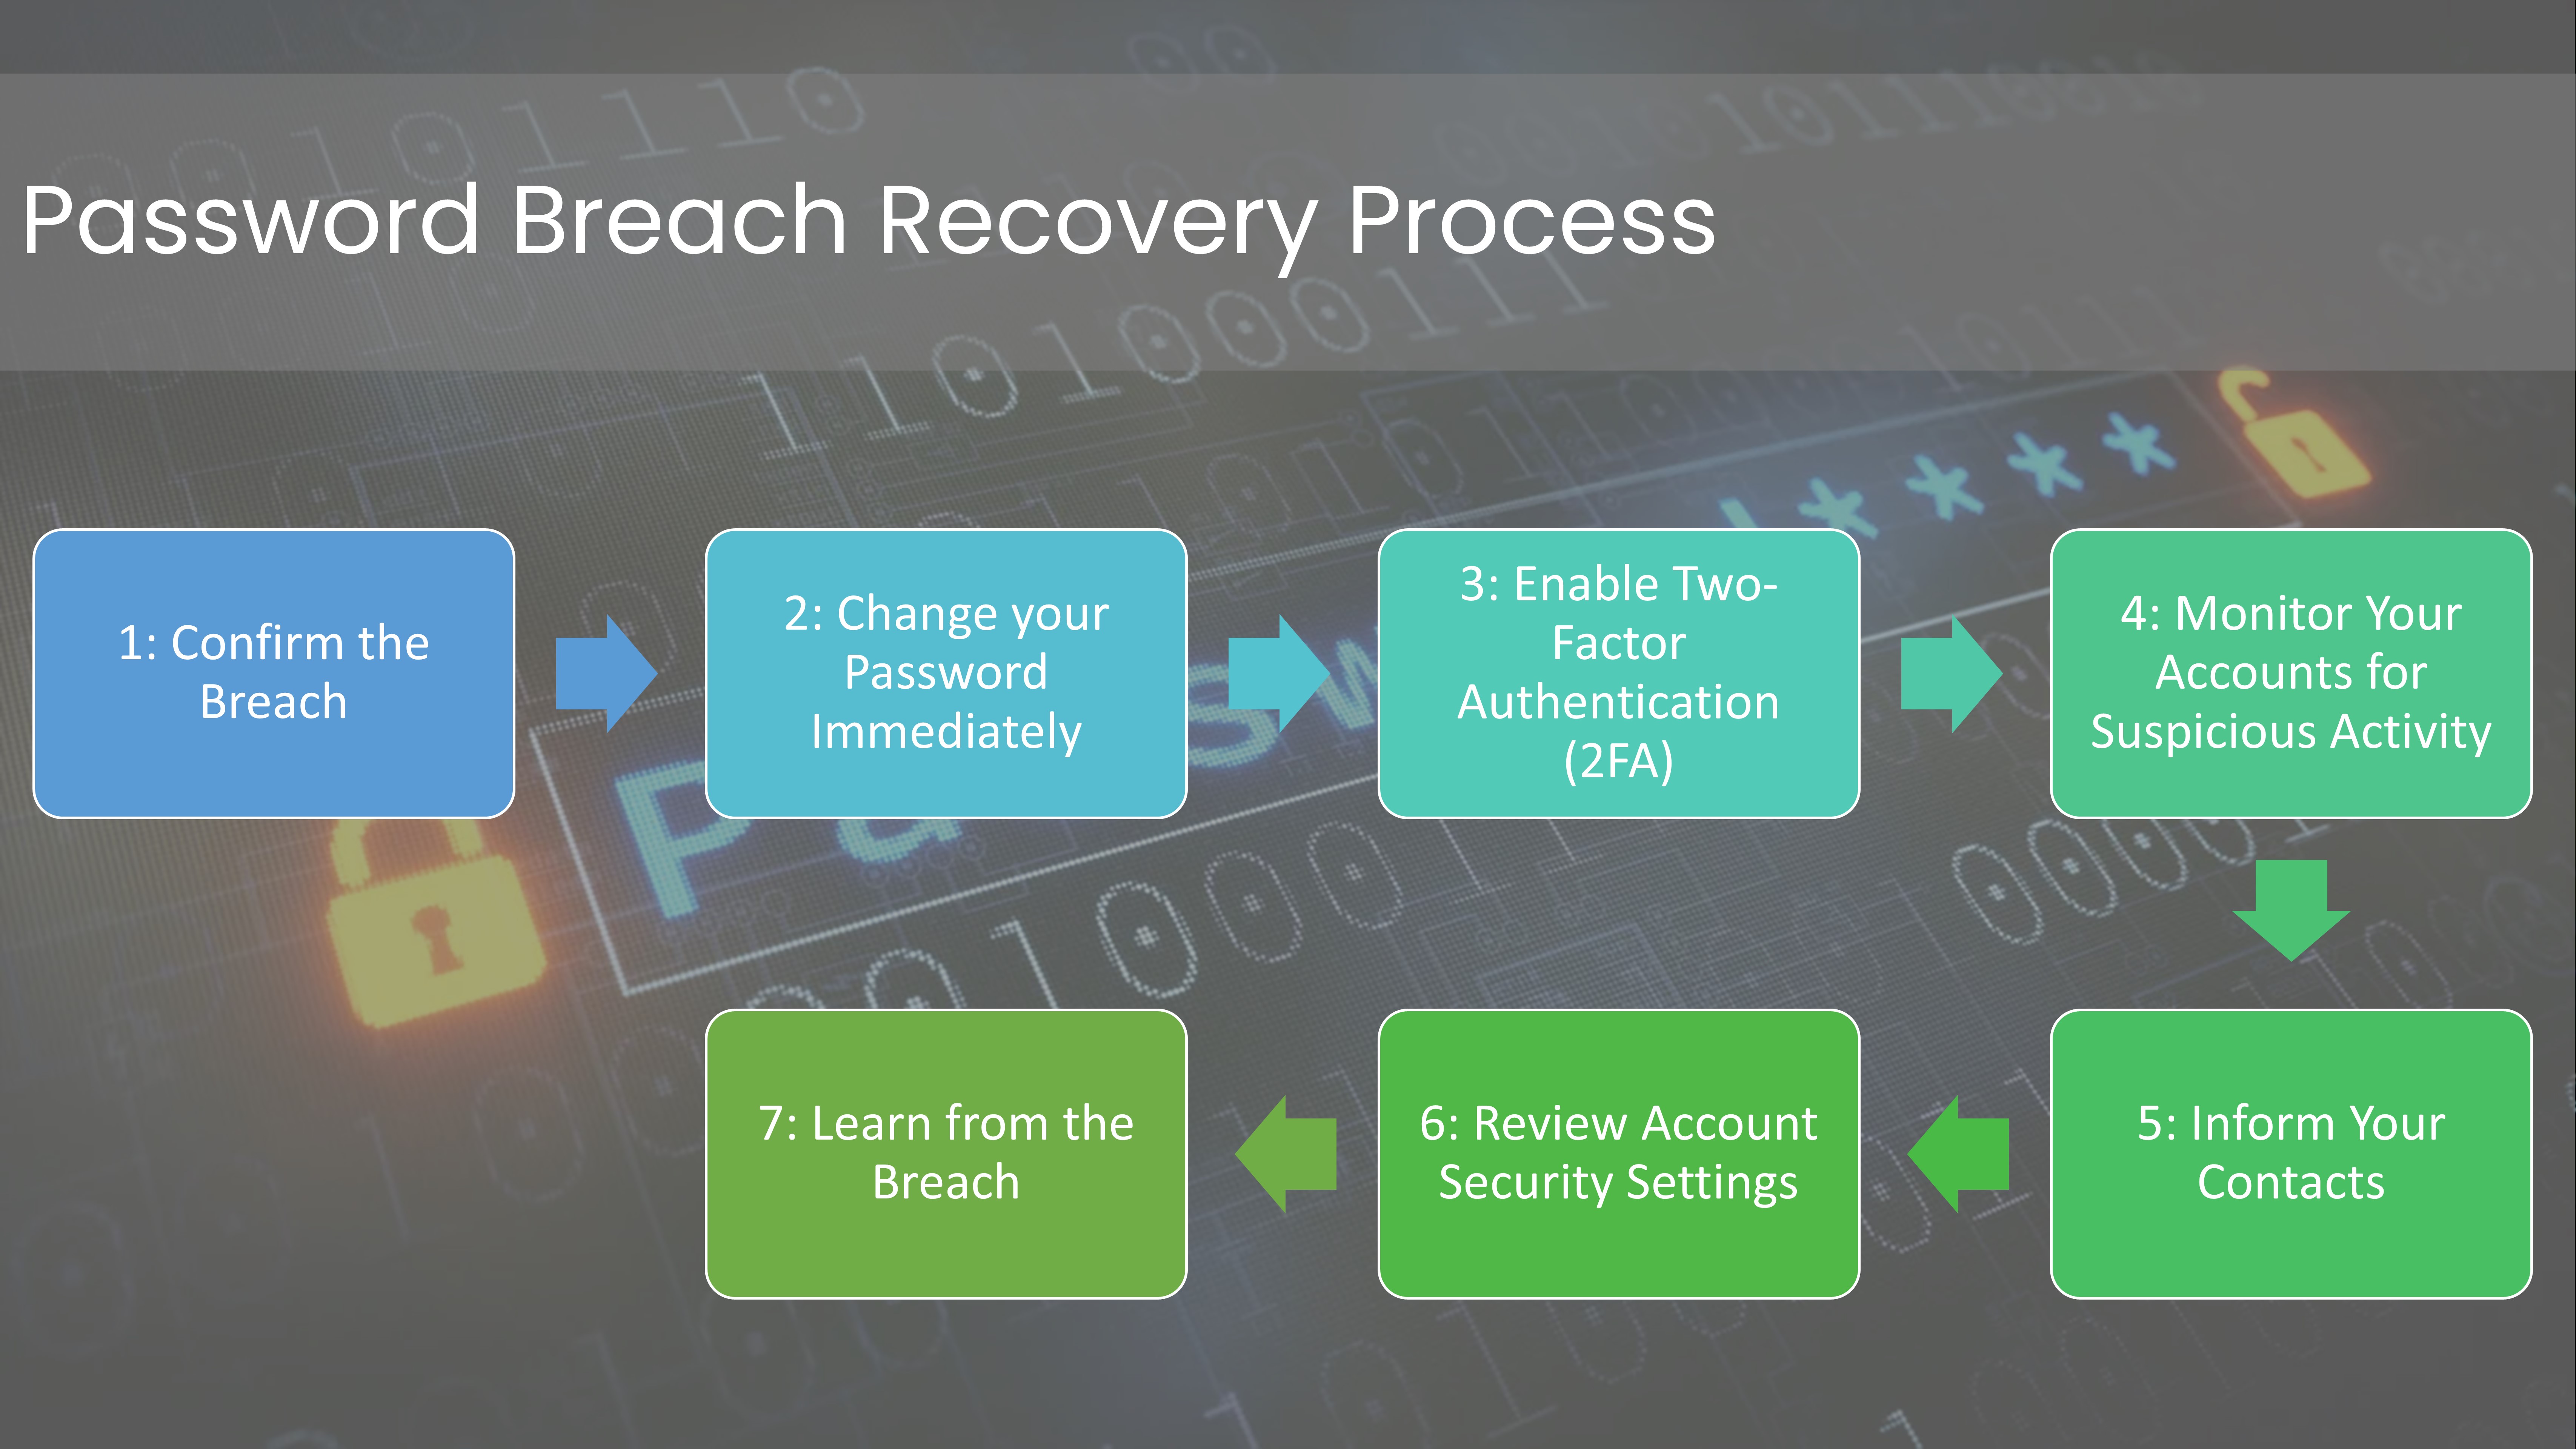 Password Breach Recovery Process
1: Confirm the
Breach
2: Change your
Password
Immediately
3: Enable Two-
Factor
Authentication
(2FA)
4: Monitor Your
Accounts for
Suspicious Activity
5: Inform Your
Contacts
6: Review Account
Security Settings
7: Learn from the
Breach